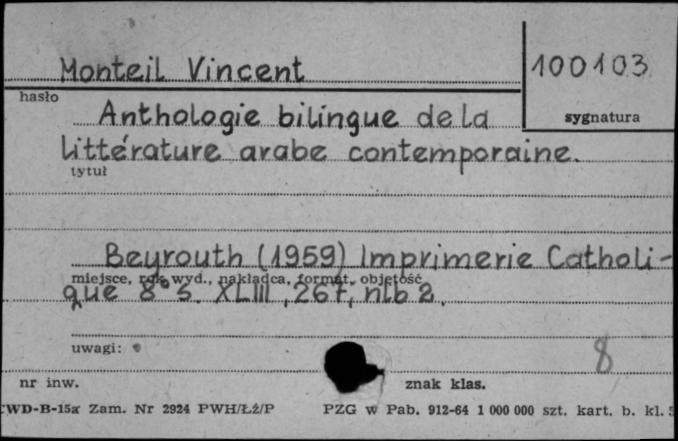 Monteil Vincent
100103
hasło
sygnatura
Anthologie bilingue de la
littérature arabe contemporaine.
tytuł
Beyrouth (1959) Imprimerie Catholi-
miejsce, rok wyd., nakładca, format, objętość
que 8° s. XLIII, 267, nlb 2.
uwagi:
8
nr inw.
znak klas.
WD-B-15a Zam. Nr 2924 PWH/ŁŹ/P PZG w Pab. 912-64 1 000 000 szt. kart. b. kl.